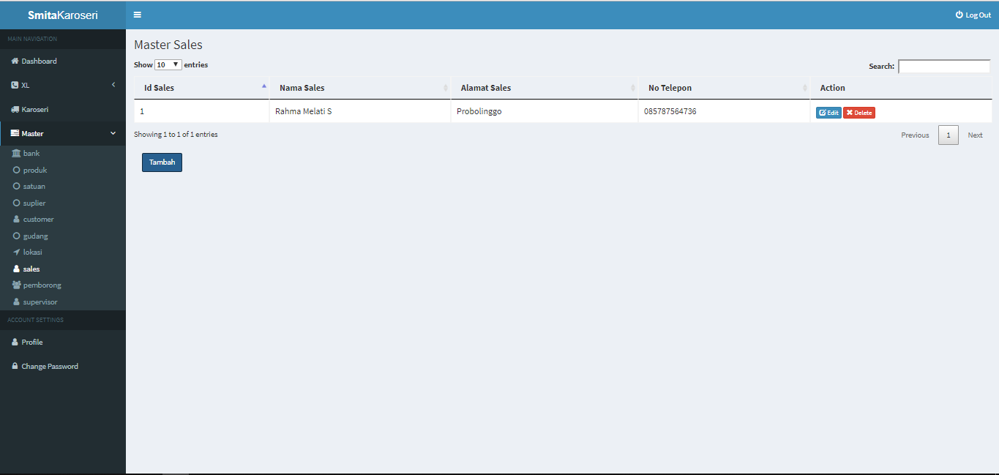 SmitaKaroseri
Log Out
MAIN NAVIGATION
Dashboard
XL
Karoseri
Master
bank
produk
satuan
suplier
customer
gudang
lokasi
sales
pemborong
supervisor
ACCOUNT SETTINGS
Profile
Change Password
Master Sales
Show 10 entries
Search:
Id Sales Nama Sales Alamat Sales No Telepon Action
1 Rahma Melati S Probolinggo 085787564736 Edit Delete
Showing 1 to 1 of 1 entries
Previous 1 Next
Tambah